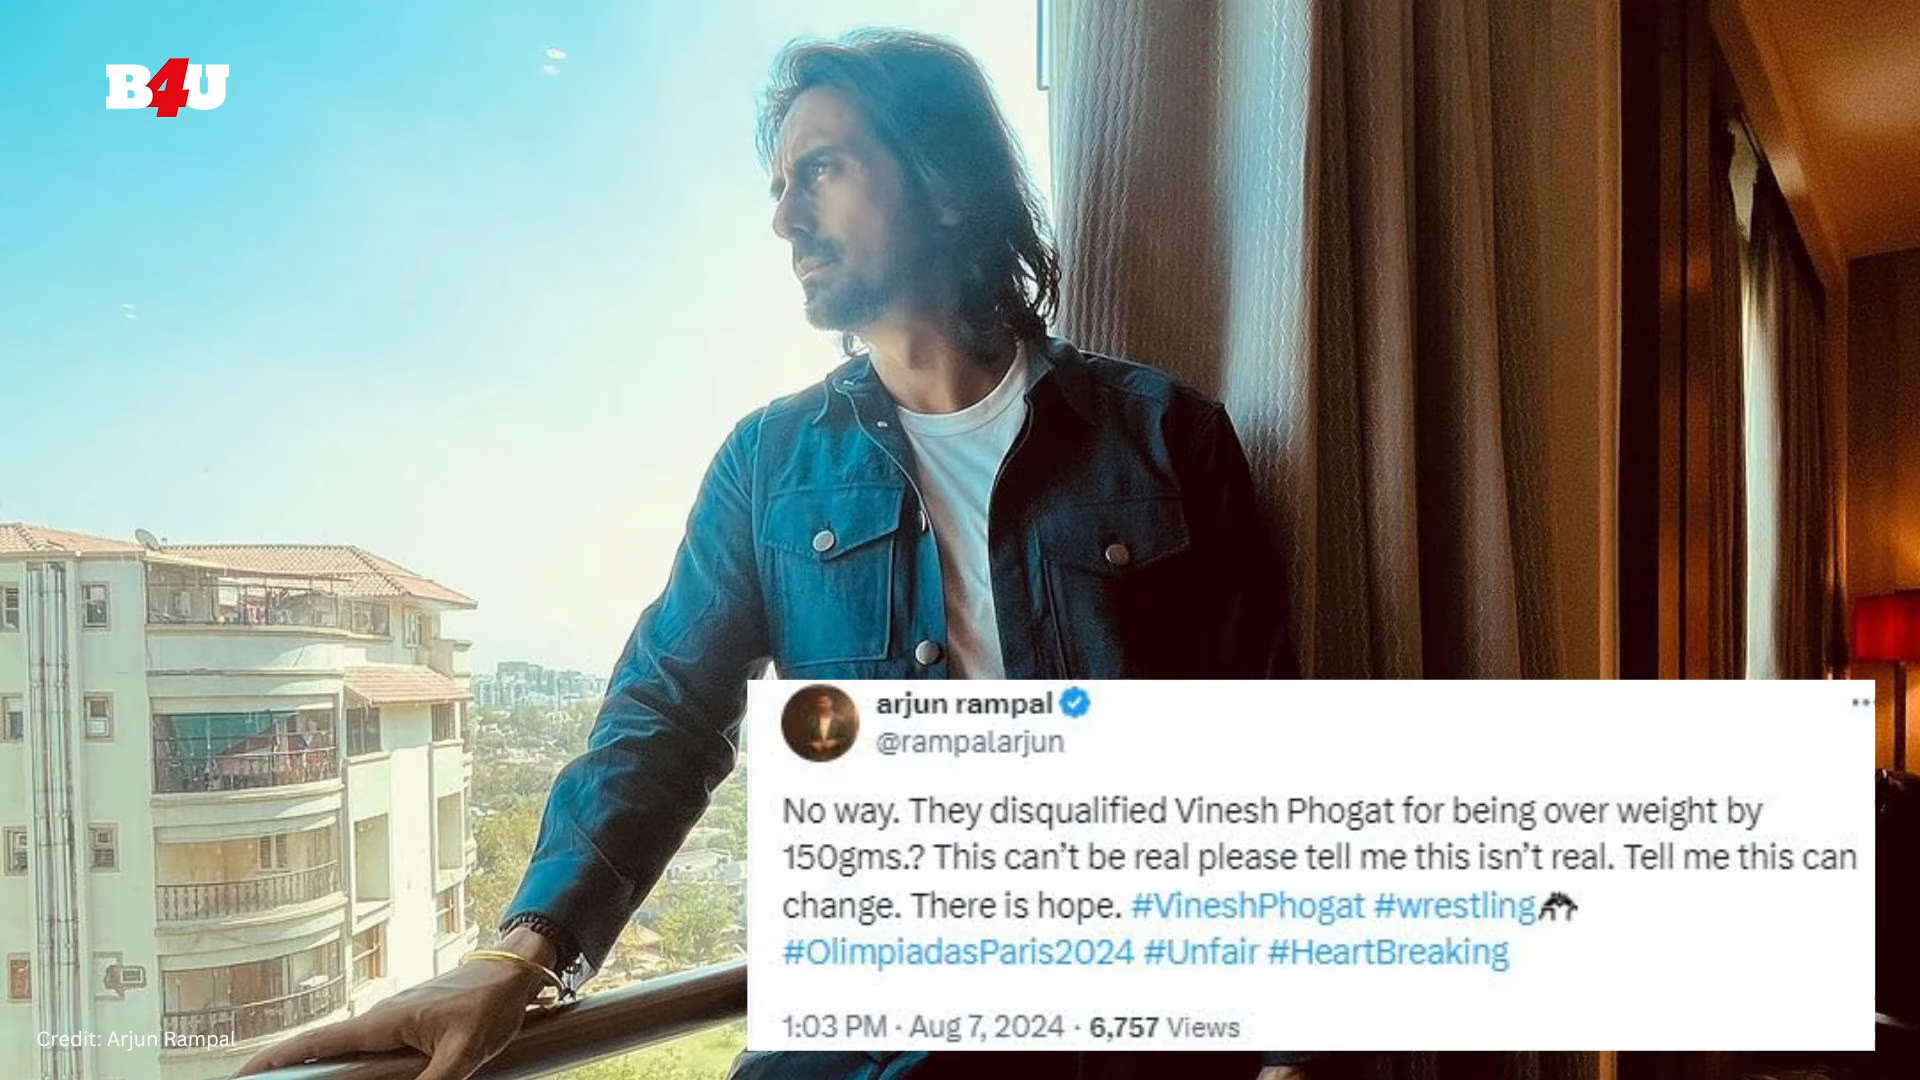 B4U
arjun rampal
@rampalarjun
No way. They disqualified Vinesh Phogat for being over weight by
150gms.? This can't be real please tell me this isn't real. Tell me this can
change. There is hope. #VineshPhogat #wrestling
#OlimpiadasParis2024 #Unfair #HeartBreaking
1:03 PM · Aug 7, 2024 · 6,757 Views
Credit: Arjun Rampal